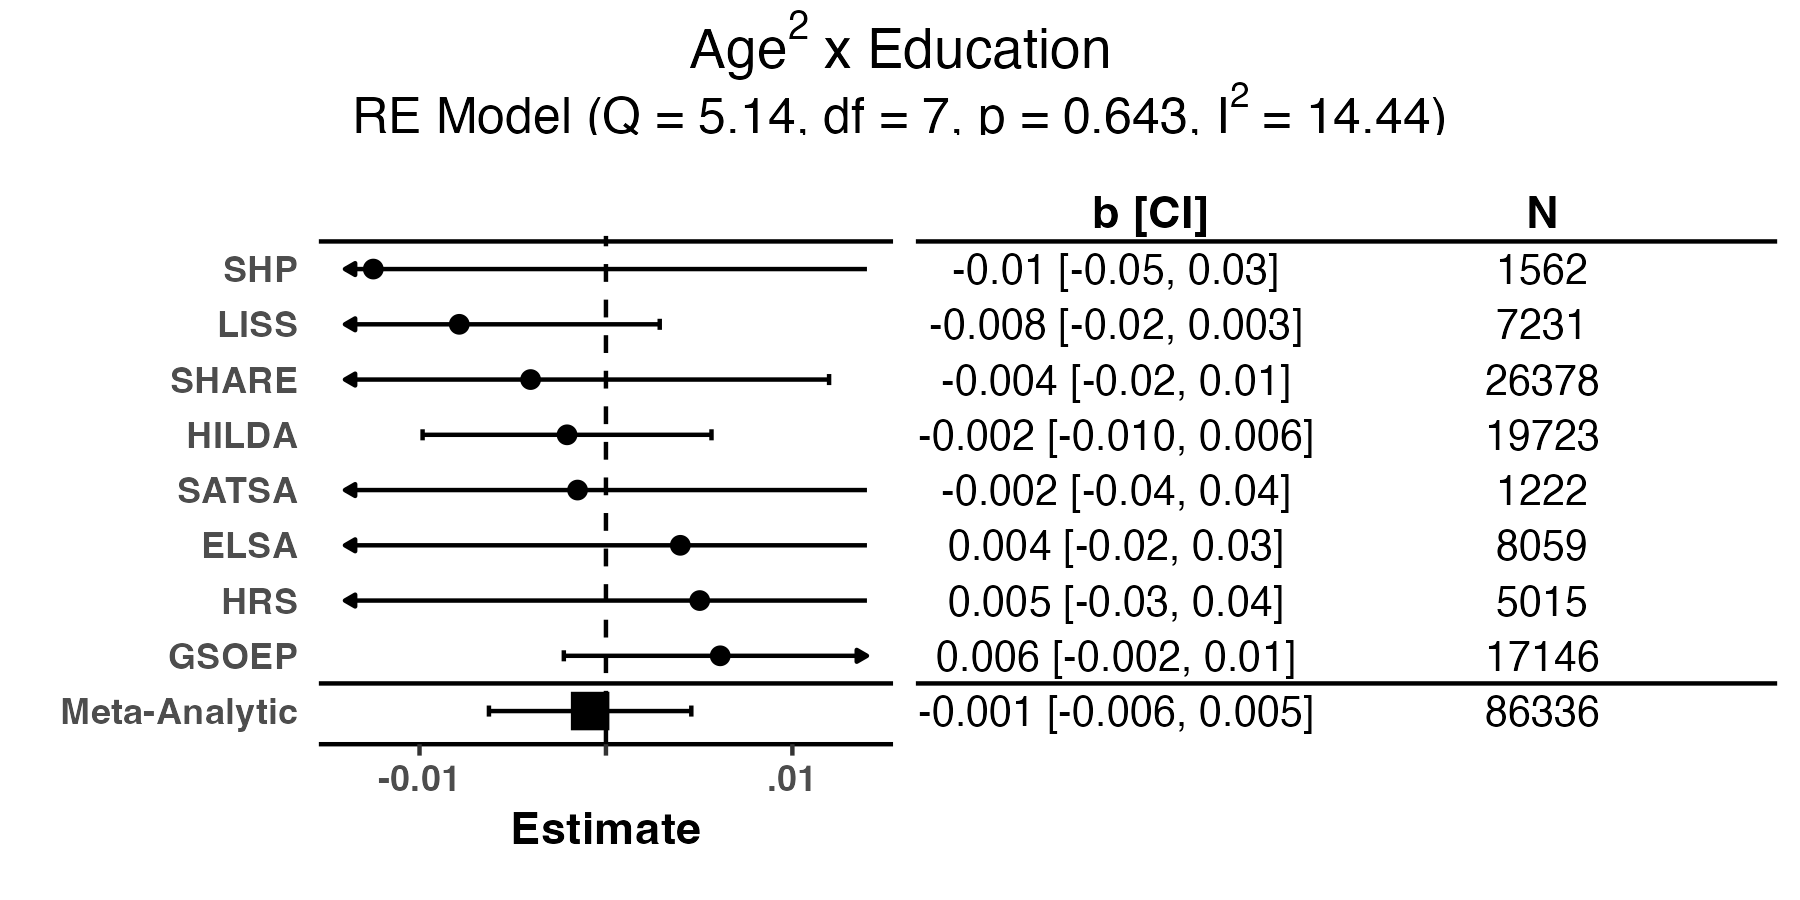 Age² x Education
RE Model (Q = 5.14, df = 7, p = 0.643, I² = 14.44)
b [CI] N
SHP -0.01 [-0.05, 0.03] 1562
LISS -0.008 [-0.02, 0.003] 7231
SHARE -0.004 [-0.02, 0.01] 26378
HILDA -0.002 [-0.010, 0.006] 19723
SATSA -0.002 [-0.04, 0.04] 1222
ELSA 0.004 [-0.02, 0.03] 8059
HRS 0.005 [-0.03, 0.04] 5015
GSOEP 0.006 [-0.002, 0.01] 17146
Meta-Analytic -0.001 [-0.006, 0.005] 86336
-0.01 .01
Estimate